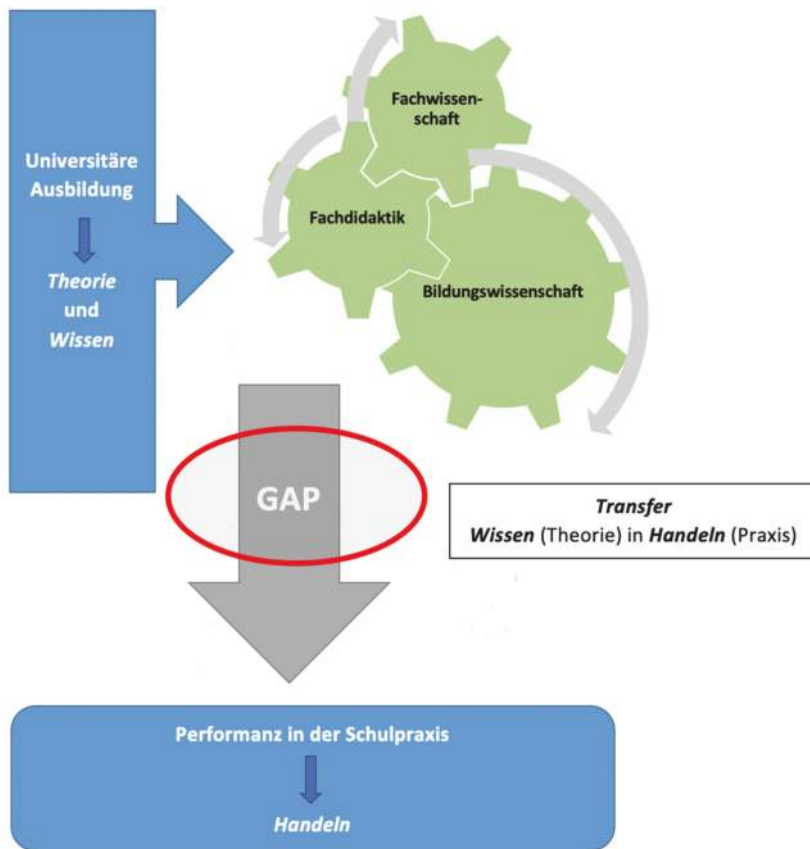 Universitäre
Ausbildung
Theorie
und
Wissen
Fachwissen-
schaft
Fachdidaktik
Bildungswissenschaft
GAP
Transfer
Wissen (Theorie) in Handeln (Praxis)
Performanz in der Schulpraxis
Handeln